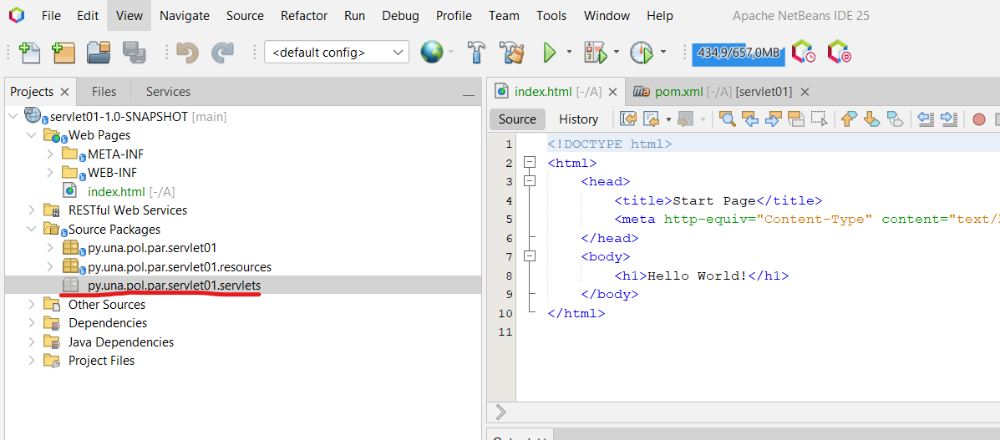 File Edit View Navigate Source Refactor Run Debug Profile Team Tools Window Help Apache NetBeans IDE 25
<default config> 434,9/657,0MB
Projects Files Services
servlet01-1.0-SNAPSHOT [main]
Web Pages
META-INF
WEB-INF
index.html [-/A]
RESTful Web Services
Source Packages
py.una.pol.par.servlet01
py.una.pol.par.servlet01.resources
py.una.pol.par.servlet01.servlets
Other Sources
Dependencies
Java Dependencies
Project Files
index.html [-/A] pom.xml [-/A] [servlet01]
Source History
1 <!DOCTYPE html>
2 <html>
3 <head>
4 <title>Start Page</title>
5 <meta http-equiv="Content-Type" content="text/
6 </head>
7 <body>
8 <h1>Hello World!</h1>
9 </body>
10 </html>
11